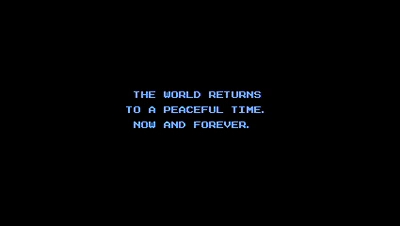 THE WORLD RETURNS
TO A PEACEFUL TIME.
NOW AND FOREVER.